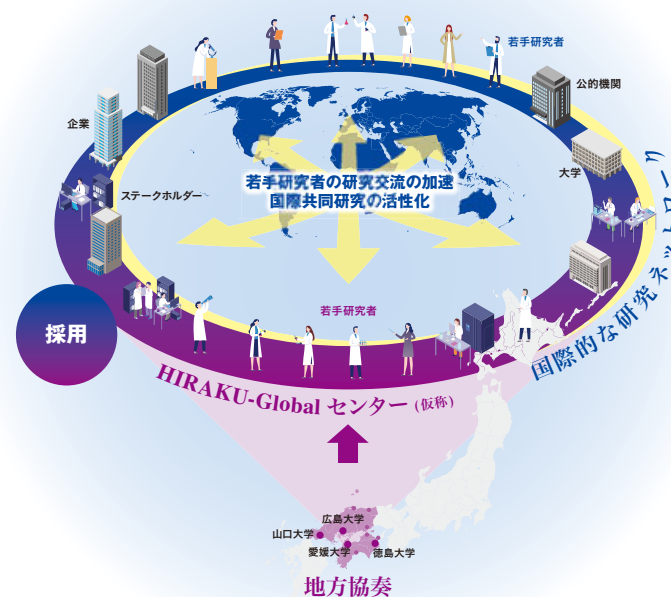 若手研究者
公的機関
企業
大学
ステークホルダー
若手研究者の研究交流の加速
国際共同研究の活性化
国際的な研究ネットワーク
若手研究者
採用
HIRAKU-Global センター (仮称)
広島大学
山口大学
愛媛大学
徳島大学
地方協奏